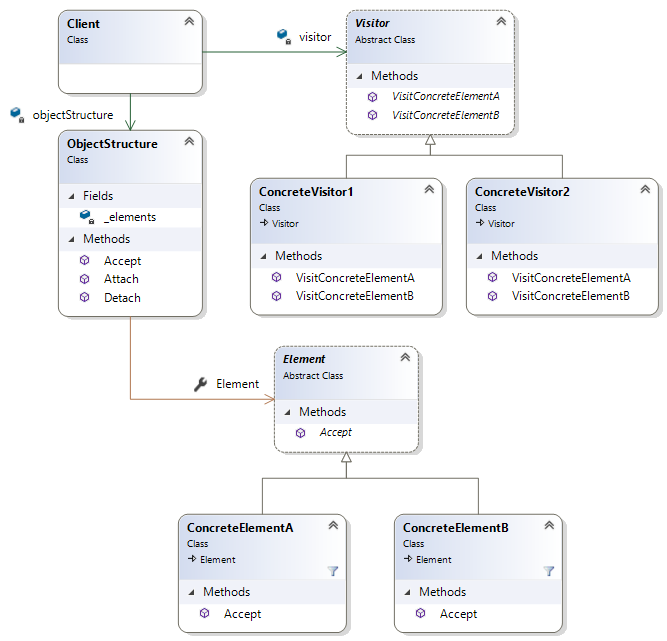 Client
Class
visitor
Visitor
Abstract Class
Methods
VisitConcreteElementA
VisitConcreteElementB
objectStructure
ObjectStructure
Class
Fields
_elements
Methods
Accept
Attach
Detach
ConcreteVisitor1
Class
Visitor
Methods
VisitConcreteElementA
VisitConcreteElementB
ConcreteVisitor2
Class
Visitor
Methods
VisitConcreteElementA
VisitConcreteElementB
Element
Element
Abstract Class
Methods
Accept
ConcreteElementA
Class
Element
Methods
Accept
ConcreteElementB
Class
Element
Methods
Accept